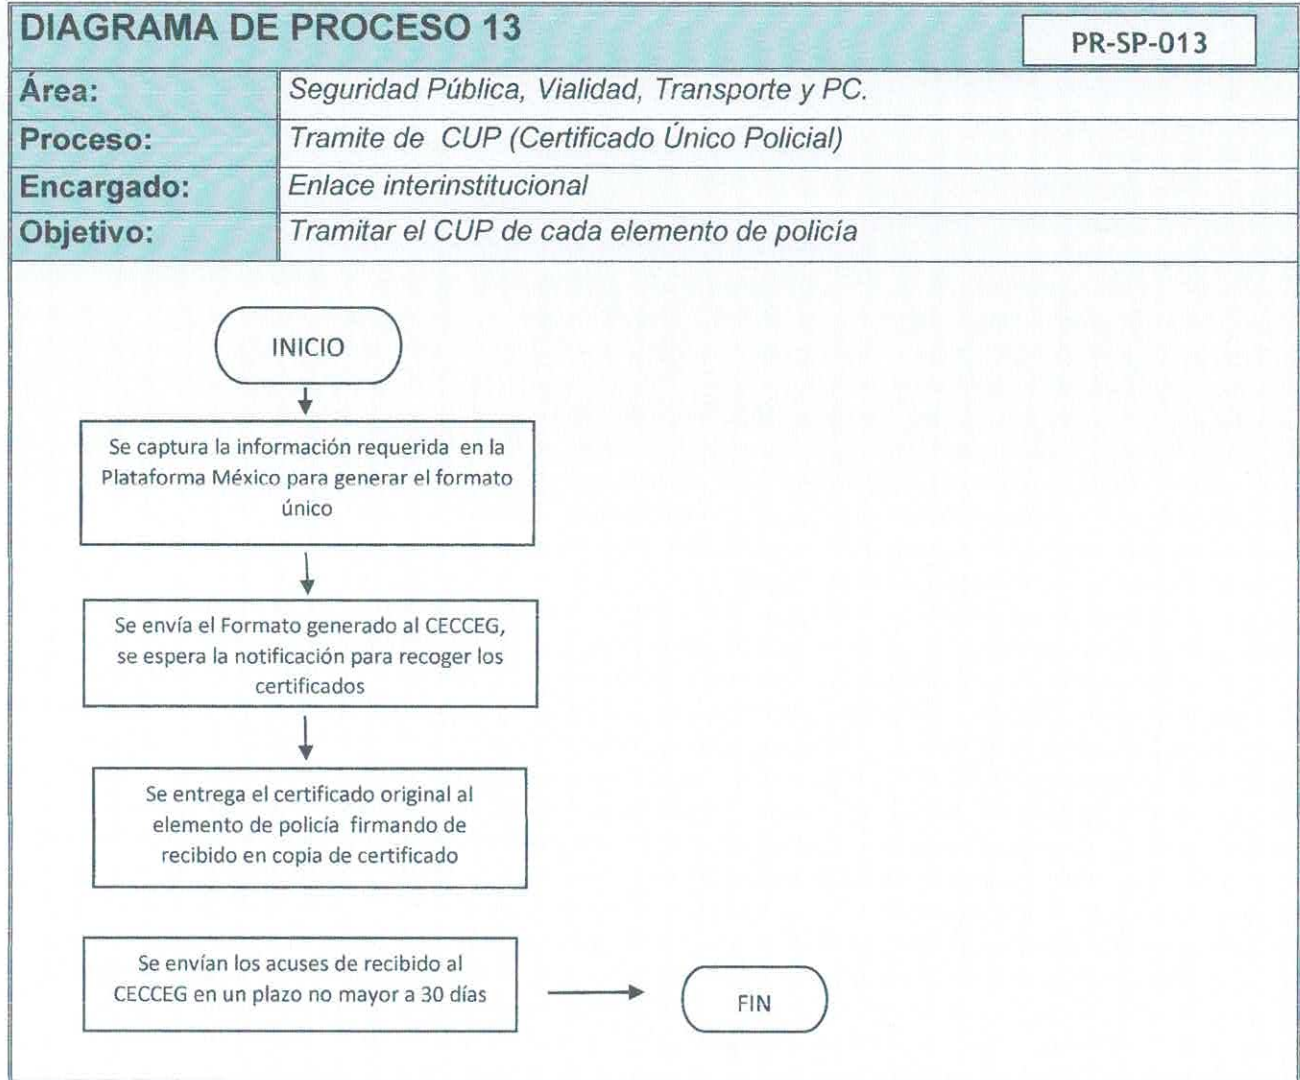 DIAGRAMA DE PROCESO 13
PR-SP-013
Área:
Seguridad Pública, Vialidad, Transporte y PC.
Proceso:
Tramite de CUP (Certificado Único Policial)
Encargado:
Enlace interinstitucional
Objetivo:
Tramitar el CUP de cada elemento de policía
INICIO
Se captura la información requerida en la
Plataforma México para generar el formato
único
Se envía el Formato generado al CECCEG,
se espera la notificación para recoger los
certificados
Se entrega el certificado original al
elemento de policía firmando de
recibido en copia de certificado
Se envían los acuses de recibido al
CECCEG en un plazo no mayor a 30 días
FIN